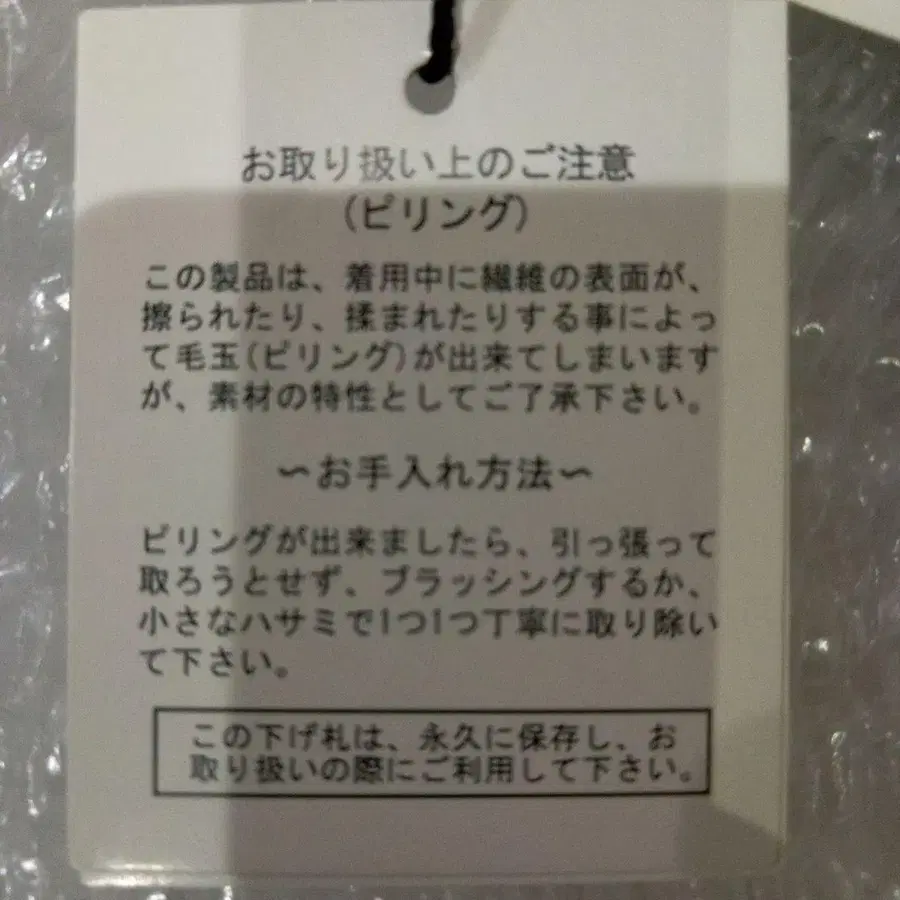 お取り扱い上のご注意
(ピリング)
この製品は、着用中に繊維の表面が、
擦られたり、揉まれたりする事によっ
て毛玉(ピリング)が出来てしまいます
が、素材の特性としてご了承下さい。
～お手入れ方法～
ピリングが出来ましたら、引っ張って
取ろうとせず、ブラッシングするか、
小さなハサミで1つ1つ丁寧に取り除い
て下さい。
この下げ札は、永久に保存し、お
取り扱いの際にご利用して下さい。